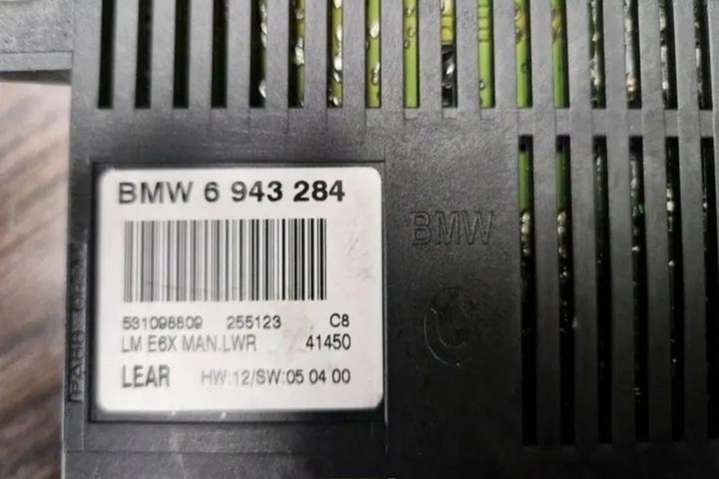 BMW 6 943 284
531098809 255123 C8
LM E6X MAN.LWR 41450
LEAR HW:12/SW:05 04 00
BMW